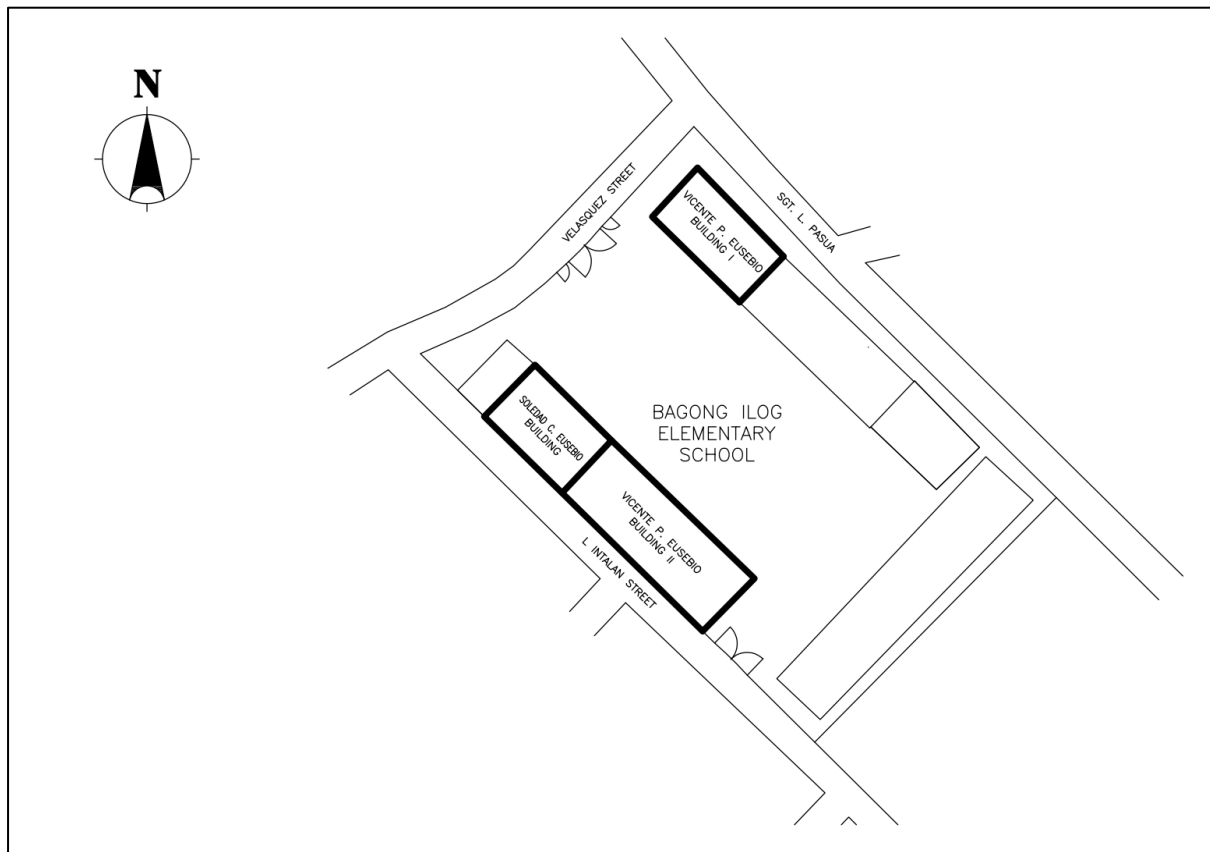 N
VELASQUEZ STREET
SGT. L. PASUA
VICENTE P. EUSEBIO
BUILDING I
SOLEDAD C. EUSEBIO
BUILDING
BAGONG ILOG
ELEMENTARY
SCHOOL
VICENTE P. EUSEBIO
BUILDING II
L INTALAN STREET